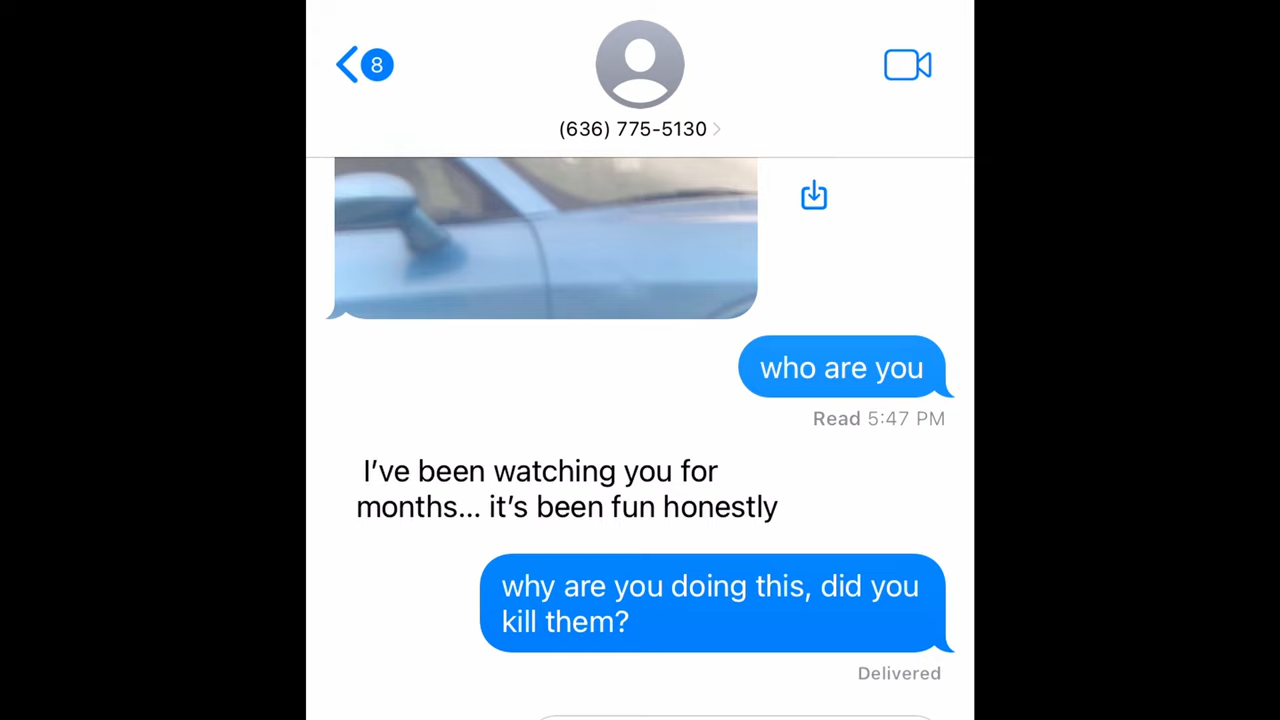 8
(636) 775-5130
who are you
Read 5:47 PM
I’ve been watching you for
months... it’s been fun honestly
why are you doing this, did you
kill them?
Delivered